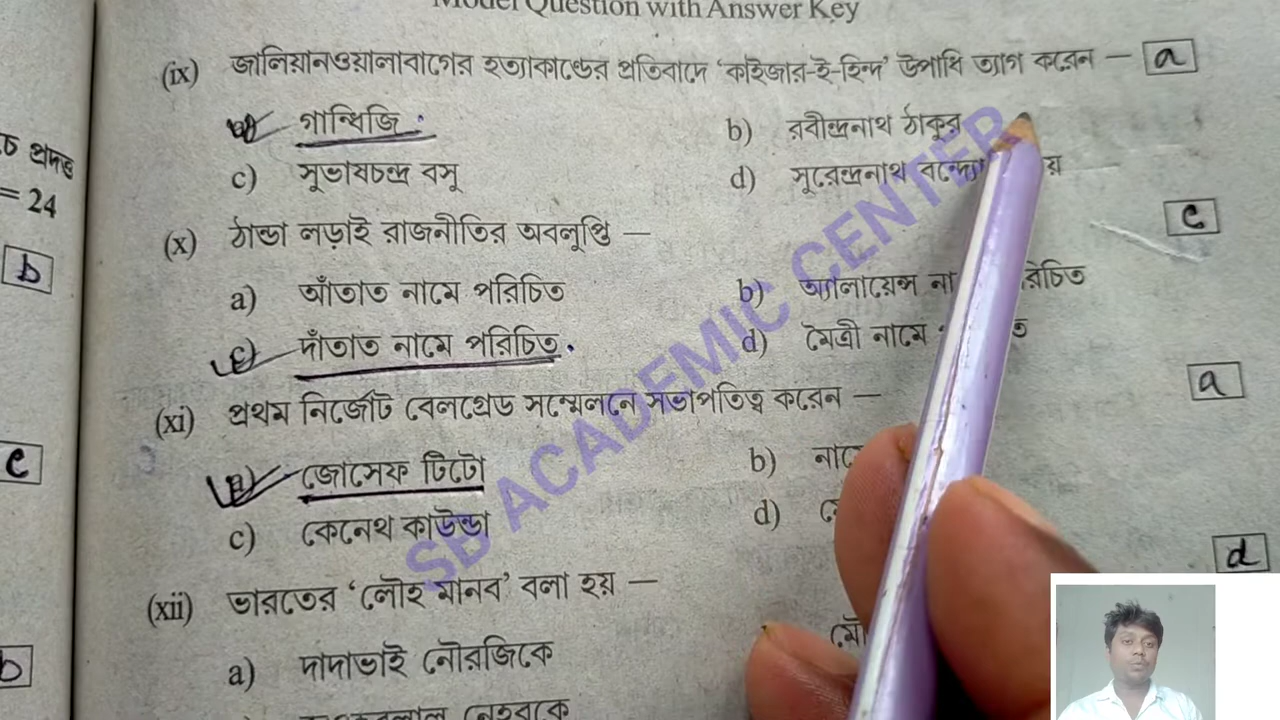 Model Question with Answer Key
(ix) জালিয়ানওয়ালাবাগের হত্যাকাণ্ডের প্রতিবাদে ‘কাইজার-ই-হিন্দ’ উপাধি ত্যাগ করেন — a
a) গান্ধিজি b) রবীন্দ্রনাথ ঠাকুর
c) সুভাষচন্দ্র বসু d) সুরেন্দ্রনাথ
প্রদত্ত
= 24
(x) ঠান্ডা লড়াই রাজনীতির অবলুপ্তি — c
b
a) আঁতাত নামে পরিচিত b) অ্যালায়েন্স
c) দাঁতাত নামে পরিচিত d) মৈত্রী নামে
(xi) প্রথম নির্জোট বেলগ্রেড সম্মেলনে সভাপতিত্ব করেন — a
c
a) জোসেফ টিটো b)
c) কেনেথ কাউন্ডা d)
(xii) ভারতের ‘লৌহ মানব’ বলা হয় — d
a) দাদাভাই নৌরজিকে
b
নেহরুকে
SB ACADEMIC CENTER